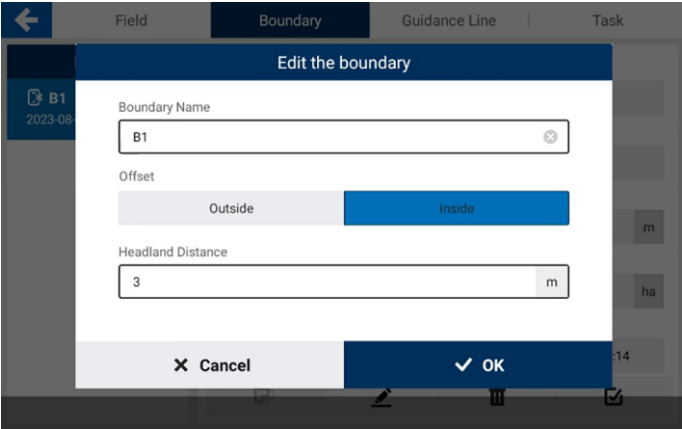 Field
Boundary
Guidance Line
Task
Edit the boundary
B1
2023-08-
Boundary Name
B1
Offset
Outside
Inside
m
Headland Distance
3
m
ha
Cancel
OK
:14